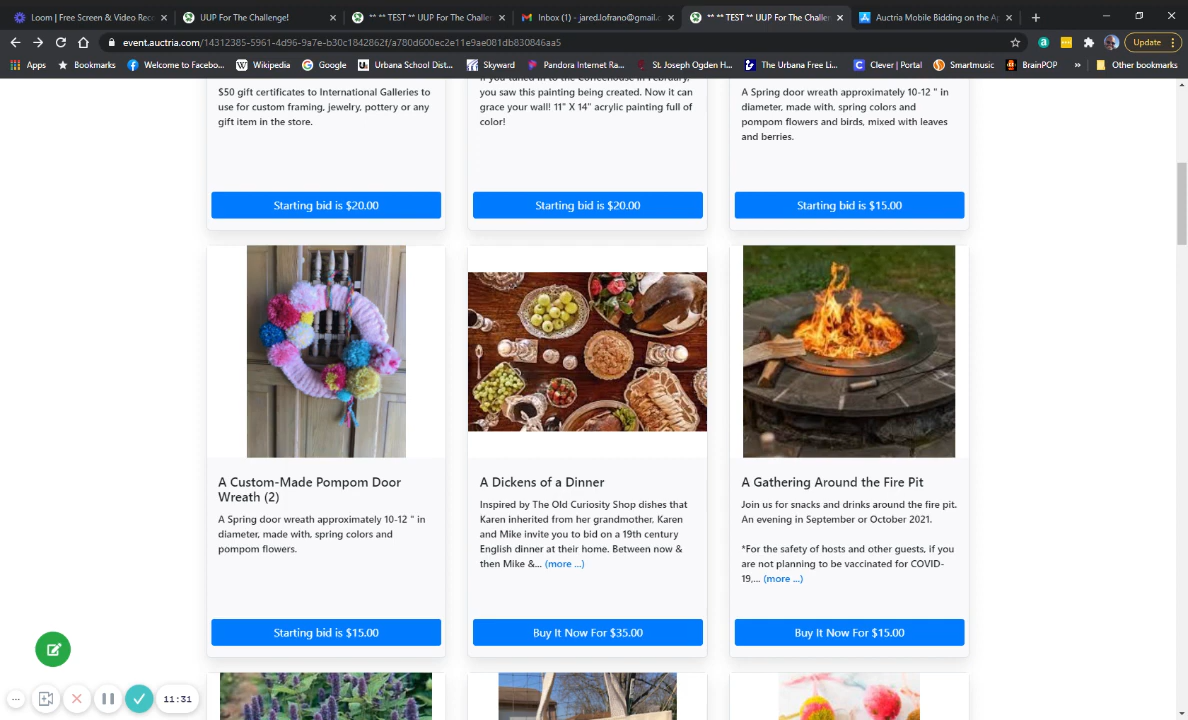 Loom | Free Screen & Video Rec
UUP For The Challenge!
** ** TEST ** UUP For The Challen
Inbox (1) - jared.lofrano@gmail.c
** ** TEST ** UUP For The Challen
Auctria Mobile Bidding on the Ap
event.auctria.com/14312385-5961-4d96-9a7e-b30c1842862f/a780d600ec2e11e9ae081db830846aa5
Update
Apps
Bookmarks
Welcome to Facebo...
Wikipedia
Google
Urbana School Dist...
Skyward
Pandora Internet Ra...
St. Joseph Ogden H...
The Urbana Free Li...
Clever | Portal
Smartmusic
BrainPOP
»
Other bookmarks
$50 gift certificates to International Galleries to
use for custom framing, jewelry, pottery or any
gift item in the store.
Starting bid is $20.00
If you tuned in to the Coffeehouse in February,
you saw this painting being created. Now it can
grace your wall! 11" X 14" acrylic painting full of
color!
Starting bid is $20.00
A Spring door wreath approximately 10-12 " in
diameter, made with, spring colors and
pompom flowers and birds, mixed with leaves
and berries.
Starting bid is $15.00
A Custom-Made Pompom Door
Wreath (2)
A Spring door wreath approximately 10-12 " in
diameter, made with, spring colors and
pompom flowers.
Starting bid is $15.00
A Dickens of a Dinner
Inspired by The Old Curiosity Shop dishes that
Karen inherited from her grandmother, Karen
and Mike invite you to bid on a 19th century
English dinner at their home. Between now &
then Mike &... (more ...)
Buy It Now For $35.00
A Gathering Around the Fire Pit
Join us for snacks and drinks around the fire pit.
An evening in September or October 2021.
*For the safety of hosts and other guests, if you
are not planning to be vaccinated for COVID-
19,... (more ...)
Buy It Now For $15.00
11:31